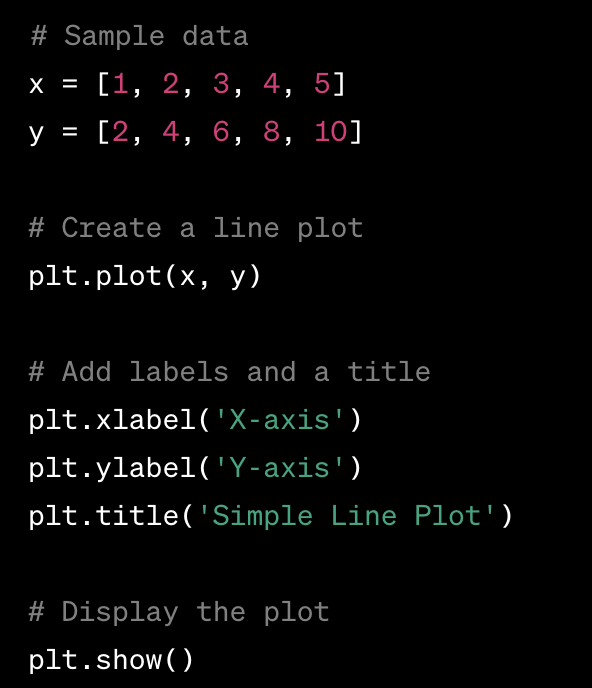 # Sample data
x = [1, 2, 3, 4, 5]
y = [2, 4, 6, 8, 10]
# Create a line plot
plt.plot(x, y)
# Add labels and a title
plt.xlabel('X-axis')
plt.ylabel('Y-axis')
plt.title('Simple Line Plot')
# Display the plot
plt.show()